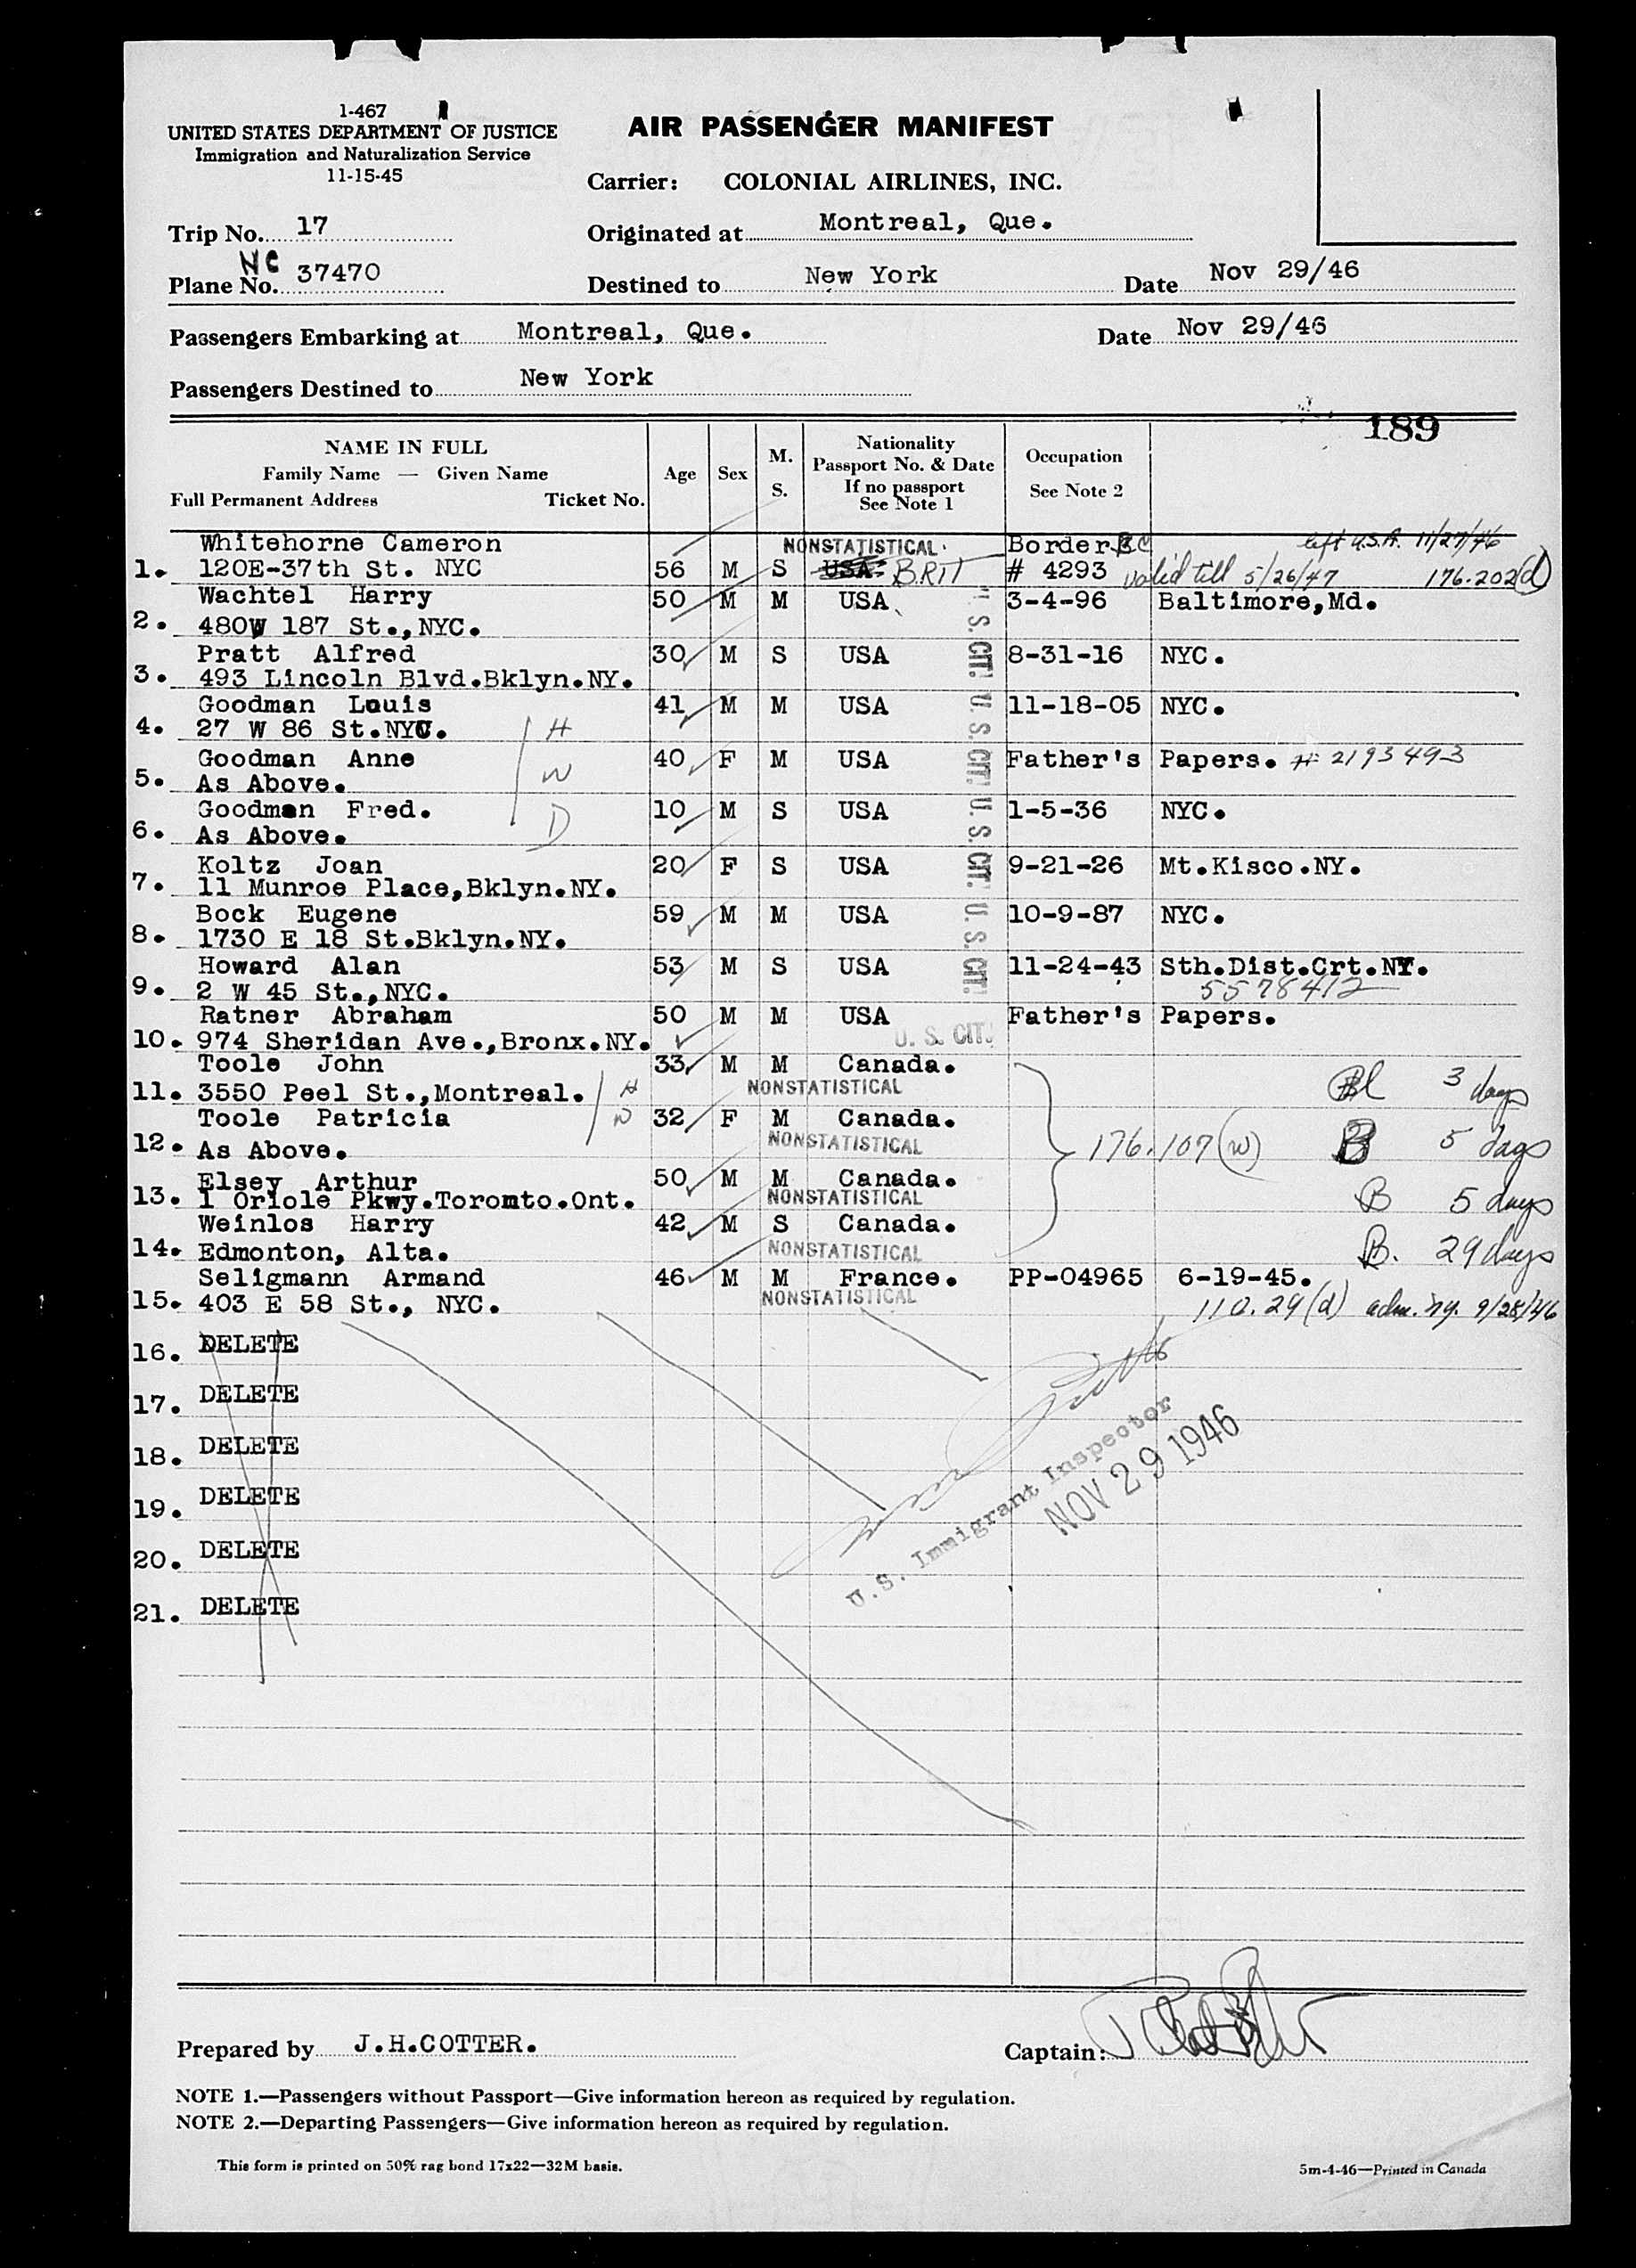 1-467
UNITED STATES DEPARTMENT OF JUSTICE
Immigration and Naturalization Service
11-15-45
AIR PASSENGER MANIFEST
Carrier: COLONIAL AIRLINES, INC.
Trip No. 17
Originated at Montreal, Que.
NC
Plane No. 37470
Destined to New York
Date Nov 29/46
Passengers Embarking at Montreal, Que.
Date Nov 29/46
Passengers Destined to New York
189
NAME IN FULL
Family Name — Given Name
Full Permanent Address Ticket No.
Age
Sex
M.
S.
Nationality
Passport No. & Date
If no passport
See Note 1
Occupation
See Note 2
Whitehorne Cameron NONSTATISTICAL Border BC left U.S.A. 11/27/46
1. 120E-37th St. NYC 56 M S USA BRIT # 4293 valid till 5/26/47 176.202(d)
Wachtel Harry 50 M M USA 3-4-96 Baltimore,Md.
2. 480W 187 St.,NYC.
Pratt Alfred 30 M S USA 8-31-16 NYC.
3. 493 Lincoln Blvd.Bklyn.NY.
Goodman Louis 41 M M USA 11-18-05 NYC.
4. 27 W 86 St.NYC. H
Goodman Anne 40 F M USA Father's Papers. # 2193493
5. As Above. W
Goodman Fred. 10 M S USA 1-5-36 NYC.
6. As Above. D
Koltz Joan 20 F S USA 9-21-26 Mt.Kisco.NY.
7. 11 Munroe Place,Bklyn.NY.
Bock Eugene 59 M M USA 10-9-87 NYC.
8. 1730 E 18 St.Bklyn.NY.
Howard Alan 53 M S USA 11-24-43 Sth.Dist.Crt.NY.
9. 2 W 45 St.,NYC. 5578412
U. S. CIT. U. S. CIT. U. S. CIT. U. S. CIT.
Ratner Abraham 50 M M USA Father's Papers.
10. 974 Sheridan Ave.,Bronx.NY. U. S. CIT.
Toole John 33 M M Canada.
11. 3550 Peel St.,Montreal. H NONSTATISTICAL 3 days
Toole Patricia W 32 F M Canada.
12. As Above. NONSTATISTICAL 176.107(w) B 5 days
Elsey Arthur 50 M M Canada.
13. 1 Oriole Pkwy.Toromto.Ont. NONSTATISTICAL B 5 days
Weinlos Harry 42 M S Canada.
14. Edmonton, Alta. NONSTATISTICAL B. 29 days
Seligmann Armand 46 M M France. PP-04965 6-19-45.
15. 403 E 58 St., NYC. NONSTATISTICAL 110.29(d) adm. ny. 9/28/46
16. DELETE
17. DELETE
18. DELETE
19. DELETE
20. DELETE
21. DELETE
U.S. Immigrant Inspector
NOV 29 1946
Prepared by J.H.COTTER.
Captain:
NOTE 1.—Passengers without Passport—Give information hereon as required by regulation.
NOTE 2.—Departing Passengers—Give information hereon as required by regulation.
This form is printed on 50% rag bond 17x22—32M basis.
5m-4-46—Printed in Canada